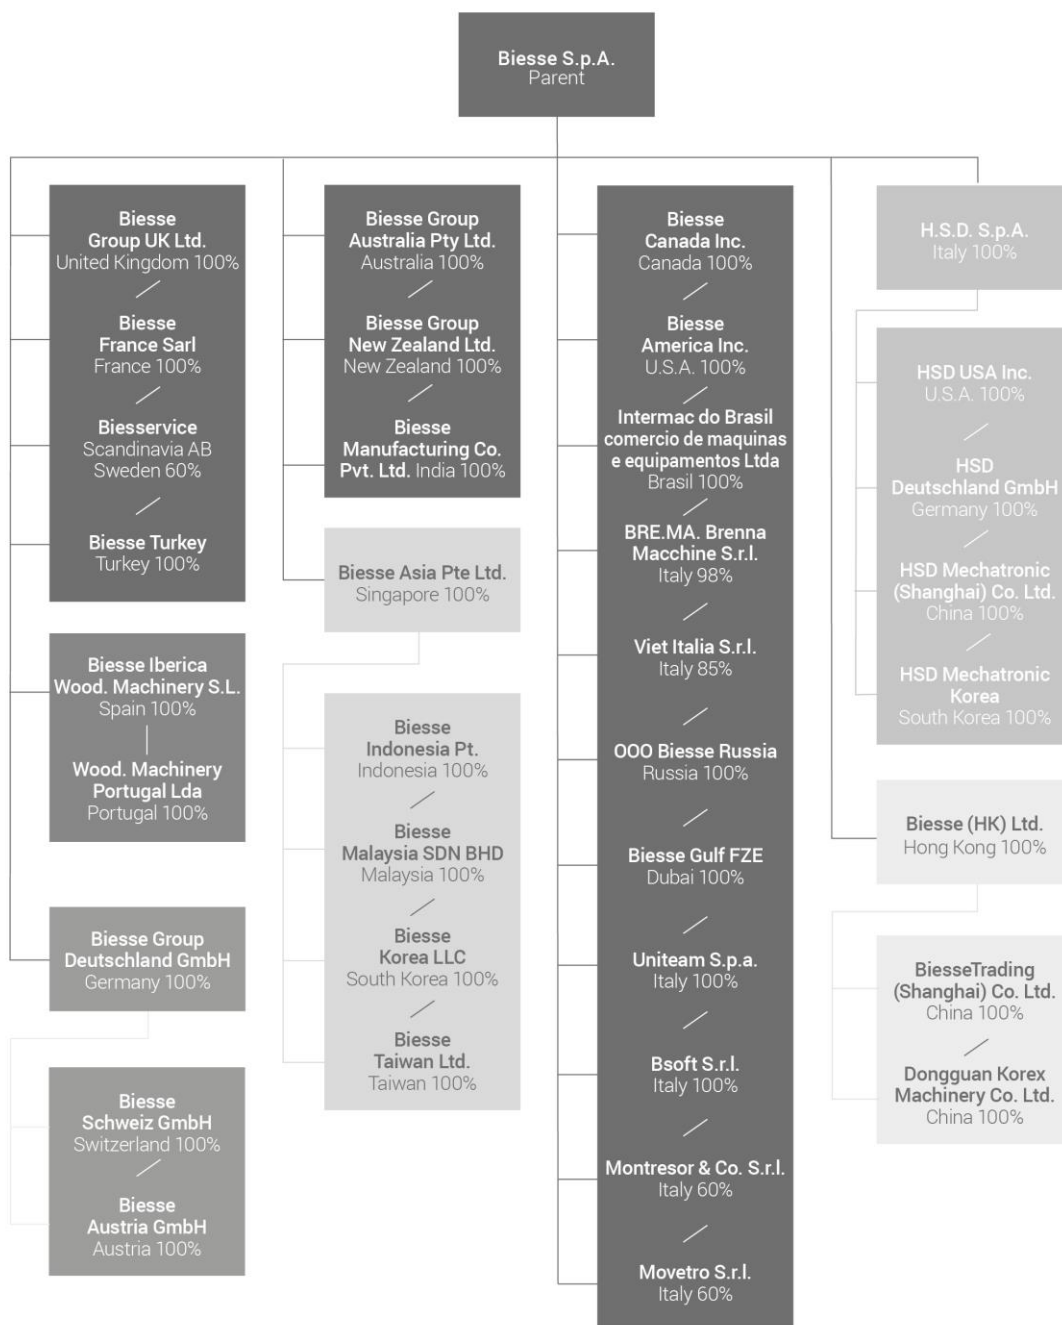 Biesse S.p.A.
Parent
Biesse
Group UK Ltd.
United Kingdom 100%
Biesse
France Sarl
France 100%
Biesservice
Scandinavia AB
Sweden 60%
Biesse Turkey
Turkey 100%
Biesse Iberica
Wood. Machinery S.L.
Spain 100%
Wood. Machinery
Portugal Lda
Portugal 100%
Biesse Group
Deutschland GmbH
Germany 100%
Biesse
Schweiz GmbH
Switzerland 100%
Biesse
Austria GmbH
Austria 100%
Biesse Group
Australia Pty Ltd.
Australia 100%
Biesse Group
New Zealand Ltd.
New Zealand 100%
Biesse
Manufacturing Co.
Pvt. Ltd. India 100%
Biesse Asia Pte Ltd.
Singapore 100%
Biesse
Indonesia Pt.
Indonesia 100%
Biesse
Malaysia SDN BHD
Malaysia 100%
Biesse
Korea LLC
South Korea 100%
Biesse
Taiwan Ltd.
Taiwan 100%
Biesse
Canada Inc.
Canada 100%
Biesse
America Inc.
U.S.A. 100%
Intermac do Brasil
comercio de maquinas
e equipamentos Ltda
Brasil 100%
BRE.MA. Brenna
Macchine S.r.l.
Italy 98%
Viet Italia S.r.l.
Italy 85%
OOO Biesse Russia
Russia 100%
Biesse Gulf FZE
Dubai 100%
Uniteam S.p.a.
Italy 100%
Bsoft S.r.l.
Italy 100%
Montresor & Co. S.r.l.
Italy 60%
Movetro S.r.l.
Italy 60%
H.S.D. S.p.A.
Italy 100%
HSD USA Inc.
U.S.A. 100%
HSD
Deutschland GmbH
Germany 100%
HSD Mechatronic
(Shanghai) Co. Ltd.
China 100%
HSD Mechatronic
Korea
South Korea 100%
Biesse (HK) Ltd.
Hong Kong 100%
BiesseTrading
(Shanghai) Co. Ltd.
China 100%
Dongguan Korex
Machinery Co. Ltd.
China 100%